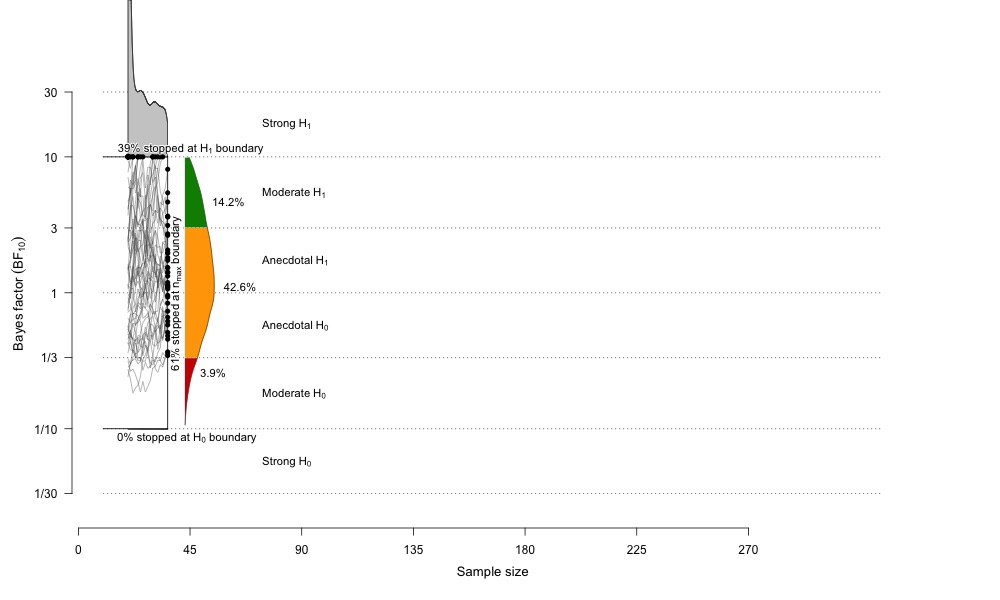 30
Strong H1
39% stopped at H1 boundary
10
Moderate H1
14.2%
3
Anecdotal H1
42.6%
1
Anecdotal H0
61% stopped at nmax boundary
1/3
3.9%
Moderate H0
1/10
0% stopped at H0 boundary
Strong H0
1/30
Bayes factor (BF10)
0 45 90 135 180 225 270
Sample size